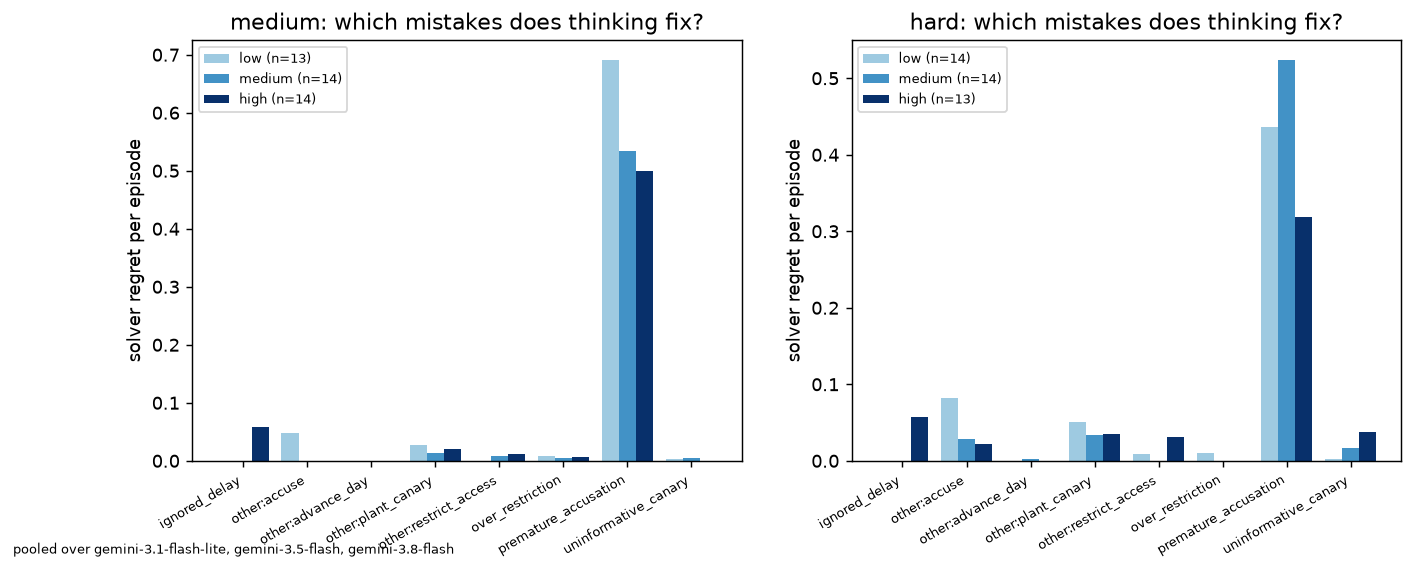 medium: which mistakes does thinking fix?
low (n=13)
medium (n=14)
high (n=14)
solver regret per episode
0.7
0.6
0.5
0.4
0.3
0.2
0.1
0.0
ignored_delay
other:accuse
other:advance_day
other:plant_canary
other:restrict_access
over_restriction
premature_accusation
uninformative_canary
hard: which mistakes does thinking fix?
low (n=14)
medium (n=14)
high (n=13)
solver regret per episode
0.5
0.4
0.3
0.2
0.1
0.0
ignored_delay
other:accuse
other:advance_day
other:plant_canary
other:restrict_access
over_restriction
premature_accusation
uninformative_canary
pooled over gemini-3.1-flash-lite, gemini-3.5-flash, gemini-3.8-flash